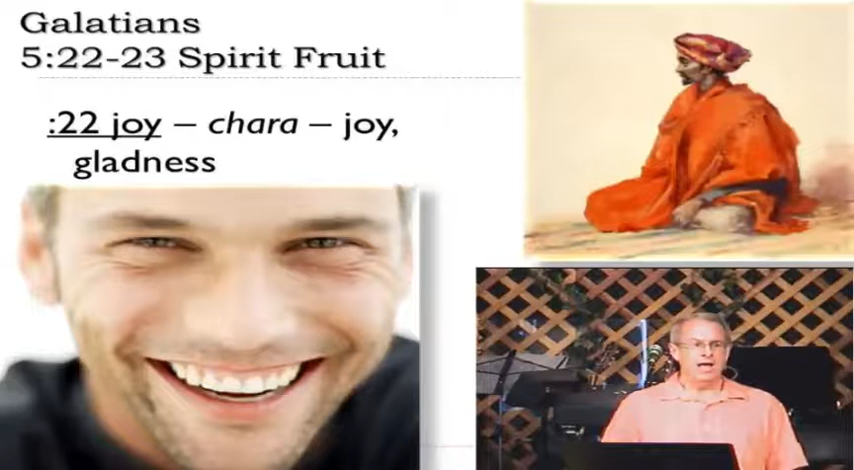 Galatians
5:22-23 Spirit Fruit
:22 joy – chara – joy,
gladness